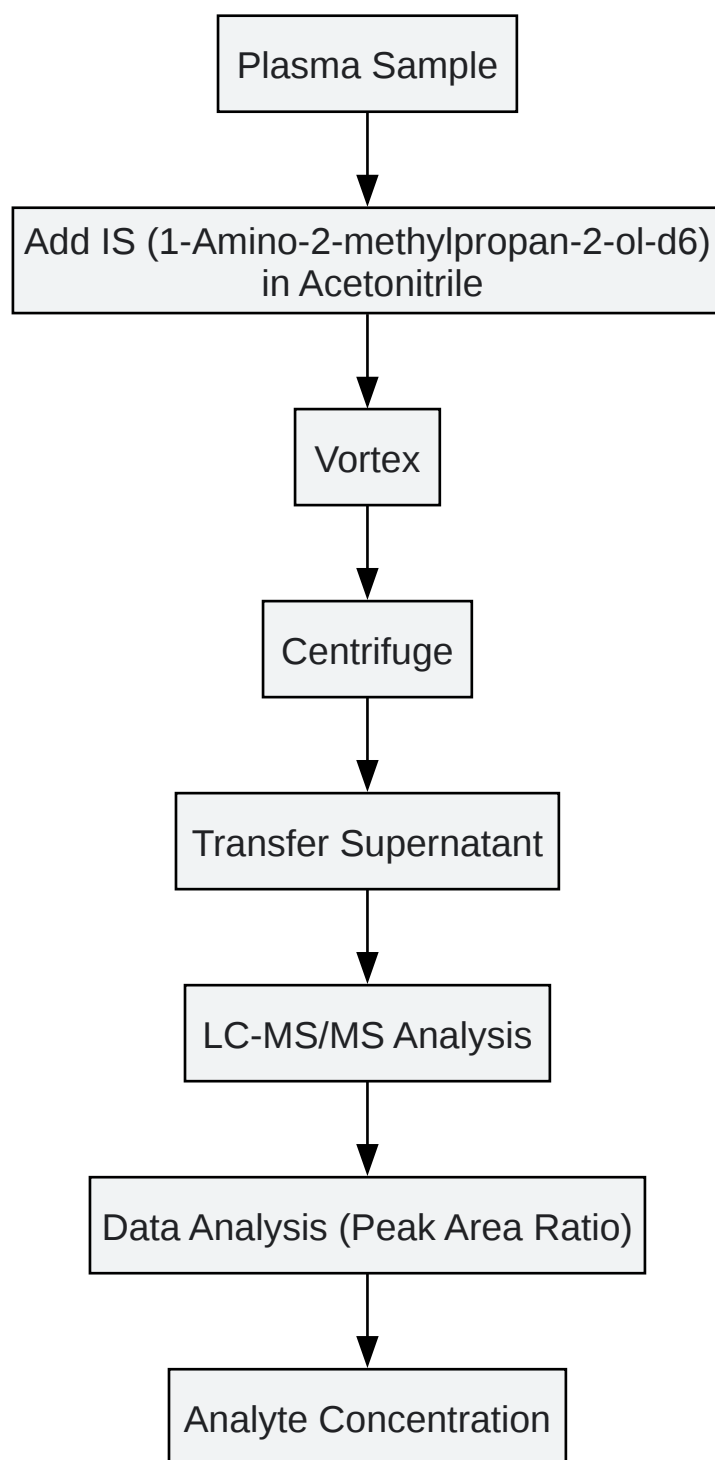 Plasma Sample
Add IS (1-Amino-2-methylpropan-2-ol-d6)
in Acetonitrile
Vortex
Centrifuge
Transfer Supernatant
LC-MS/MS Analysis
Data Analysis (Peak Area Ratio)
Analyte Concentration